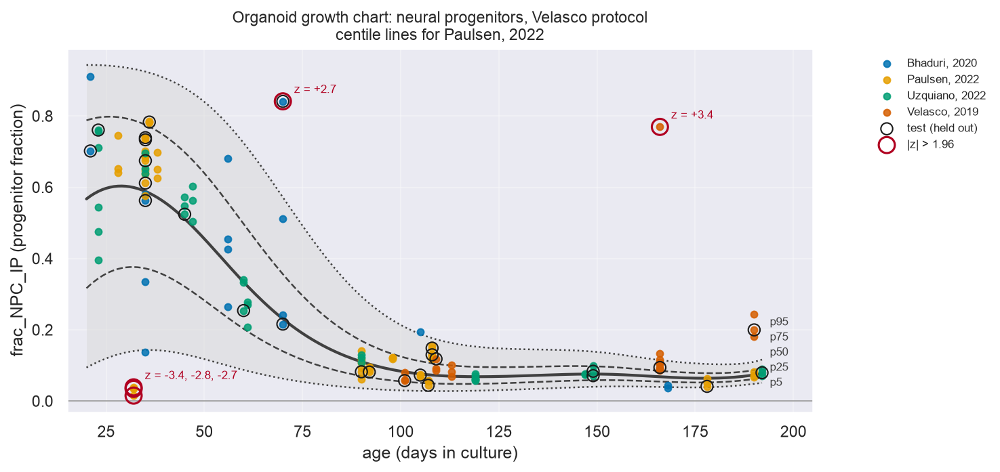 Organoid growth chart: neural progenitors, Velasco protocol
centile lines for Paulsen, 2022
frac_NPC_IP (progenitor fraction)
0.8
0.6
0.4
0.2
0.0
z = +2.7
z = +3.4
z = -3.4, -2.8, -2.7
p95
p75
p50
p25
p5
25
50
75
100
125
150
175
200
age (days in culture)
Bhaduri, 2020
Paulsen, 2022
Uzquiano, 2022
Velasco, 2019
test (held out)
|z| > 1.96